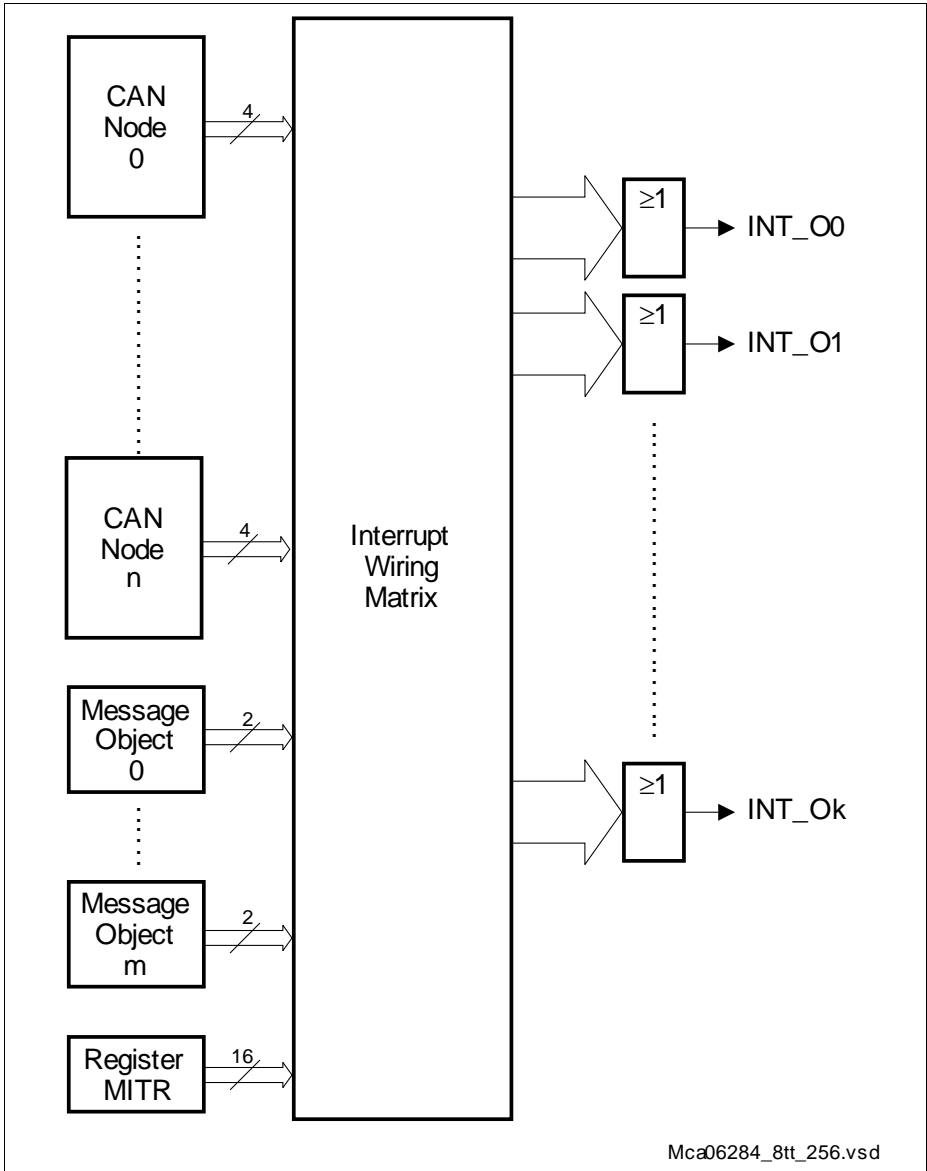 CAN
Node
0
4
CAN
Node
n
4
Message
Object
0
2
Message
Object
m
2
Register
MITR
16
Interrupt
Wiring
Matrix
≥1
INT_O0
≥1
INT_O1
≥1
INT_Ok
Mca06284_8tt_256.vsd